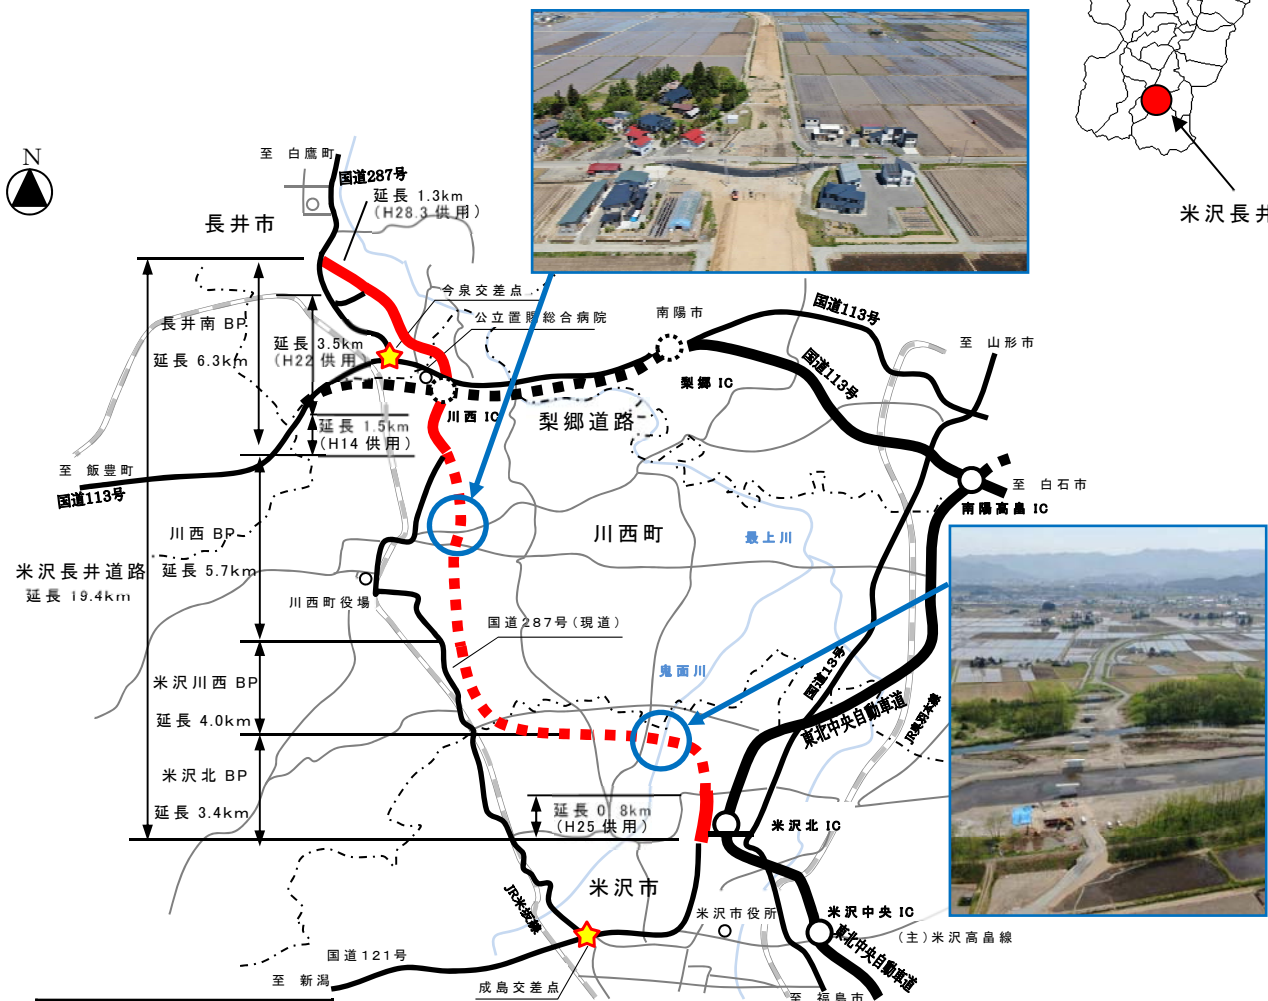 N
至 白鷹町
国道287号
延長 1.3km
(H28.3 供用)
長井市
米沢長井
今泉交差点
公立置賜総合病院
南陽市
国道113号
至 山形市
長井南 BP
延長 6.3km
延長 3.5km
(H22 供用)
国道113号
梨郷 IC
川西 IC
梨郷道路
延長 1.5km
(H14 供用)
至 飯豊町
国道113号
至 白石市
南陽高畠 IC
川西 BP
延長 5.7km
川西町
最上川
米沢長井道路
延長 19.4km
川西町役場
国道287号(現道)
鬼面川
国道13号
東北中央自動車道
JR奥羽本線
米沢川西 BP
延長 4.0km
米沢北 BP
延長 3.4km
延長 0.8km
(H25 供用)
米沢北 IC
米沢市
JR米坂線
米沢市役所
米沢中央 IC
(主)米沢高畠線
東北中央自動車道
国道121号
至 新潟
成島交差点
至 福島市